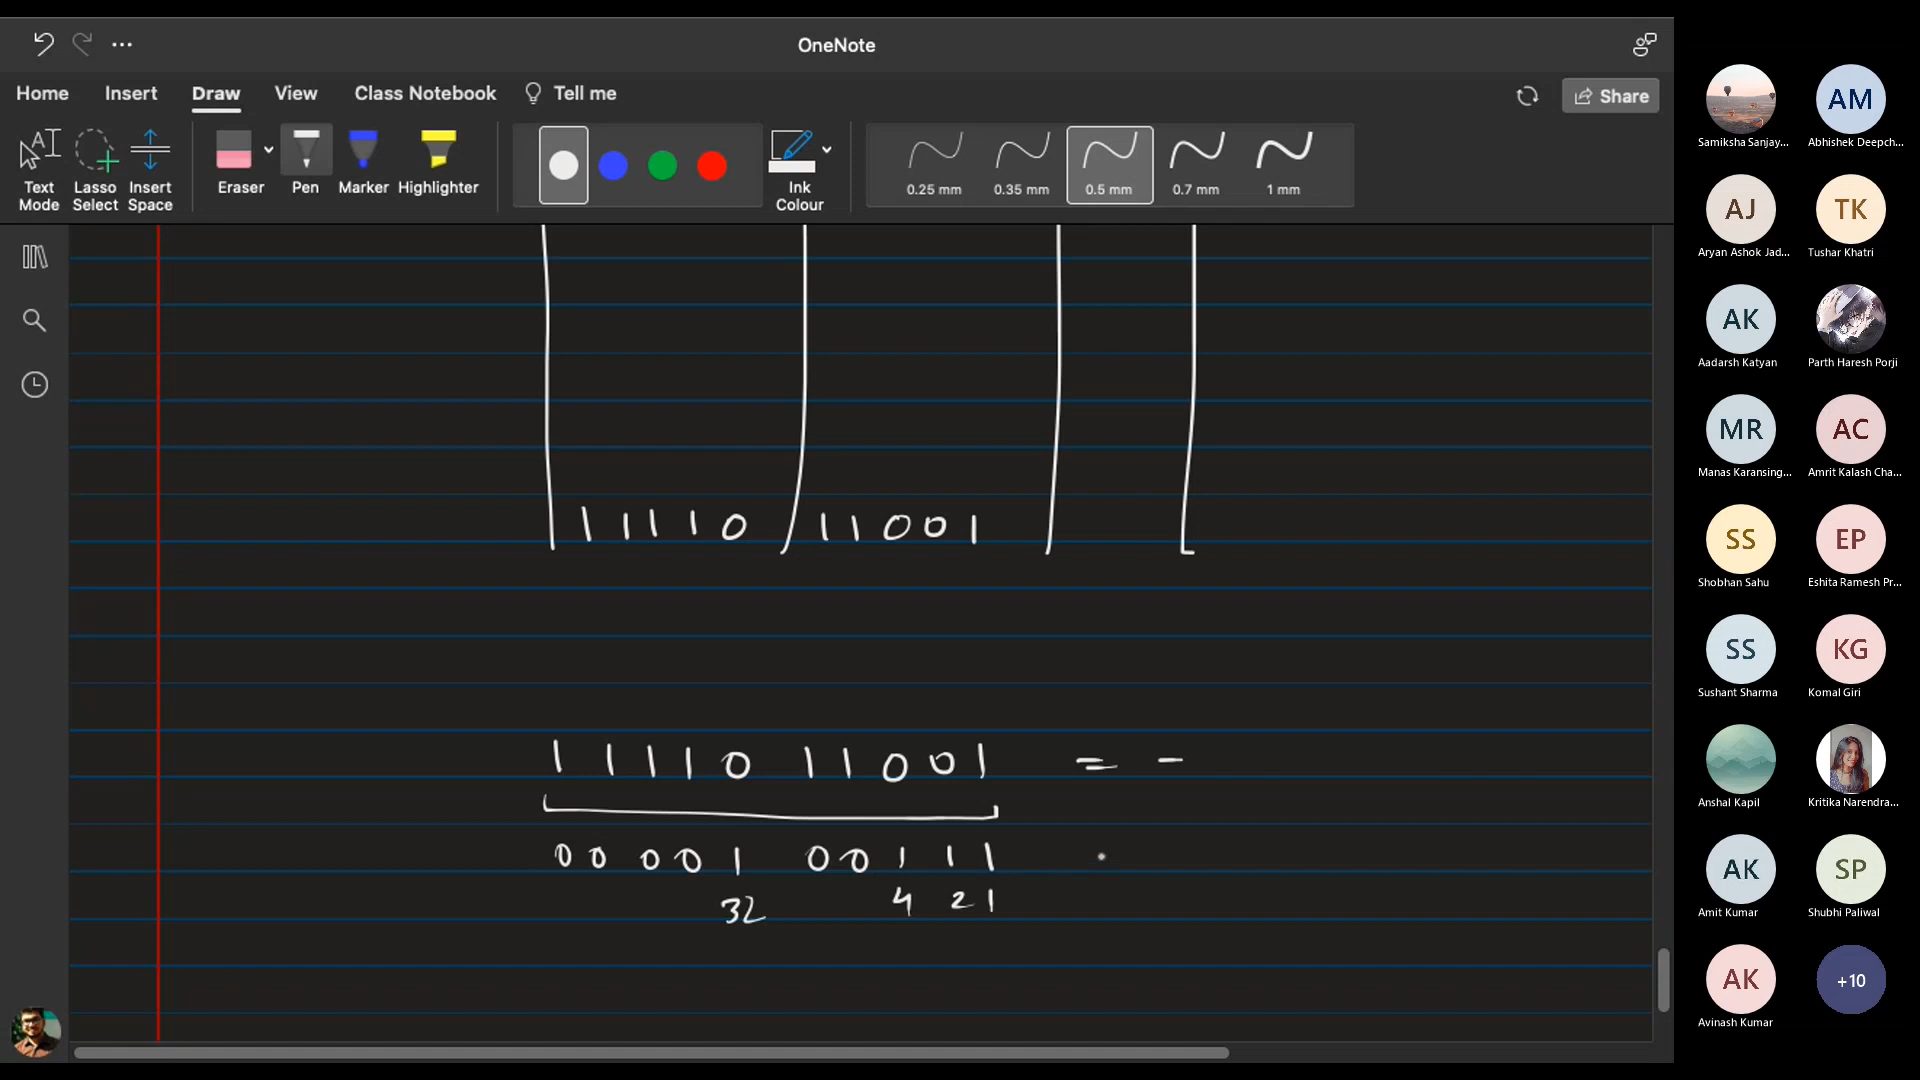 OneNote
Home Insert Draw View Class Notebook Tell me
Share
Text Mode
Lasso Select
Insert Space
Eraser
Pen
Marker
Highlighter
Ink Colour
0.25 mm
0.35 mm
0.5 mm
0.7 mm
1 mm
1 1 1 1 0 1 1 0 0 1
1 1 1 1 0 1 1 0 0 1 = -
0 0 0 0 1 0 0 1 1 1
32 4 2 1
Samiksha Sanjay...
AM
Abhishek Deepch...
AJ
Aryan Ashok Jad...
TK
Tushar Khatri
AK
Aadarsh Katyan
Parth Haresh Porji
MR
Manas Karansing...
AC
Amrit Kalash Cha...
SS
Shobhan Sahu
EP
Eshita Ramesh Pr...
SS
Sushant Sharma
KG
Komal Giri
Anshal Kapil
Kritika Narendra...
AK
Amit Kumar
SP
Shubhi Paliwal
AK
Avinash Kumar
+10